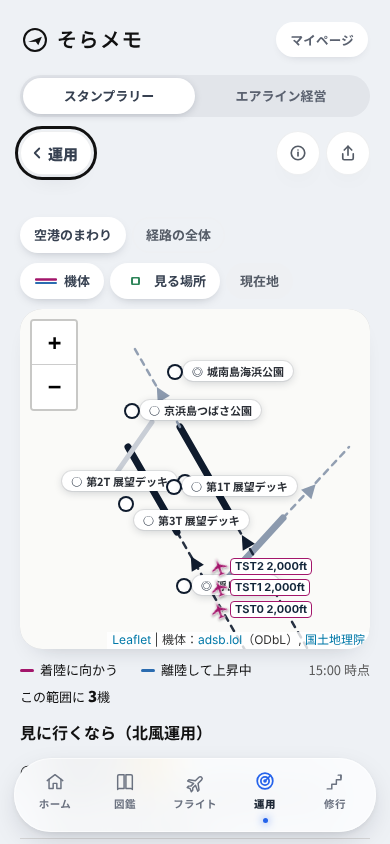 そらメモ
マイページ
スタンプラリー
エアライン経営
運用
空港のまわり
経路の全体
機体
見る場所
現在地
+
−
城南島海浜公園
京浜島つばさ公園
第2T 展望デッキ
第1T 展望デッキ
第3T 展望デッキ
TST2 2,000ft
TST1 2,000ft
TST0 2,000ft
Leaflet | 機体：adsb.lol（ODbL）, 国土地理院
着陸に向かう
離陸して上昇中
15:00 時点
この範囲に 3機
見に行くなら（北風運用）
ホーム
図鑑
フライト
運用
修行